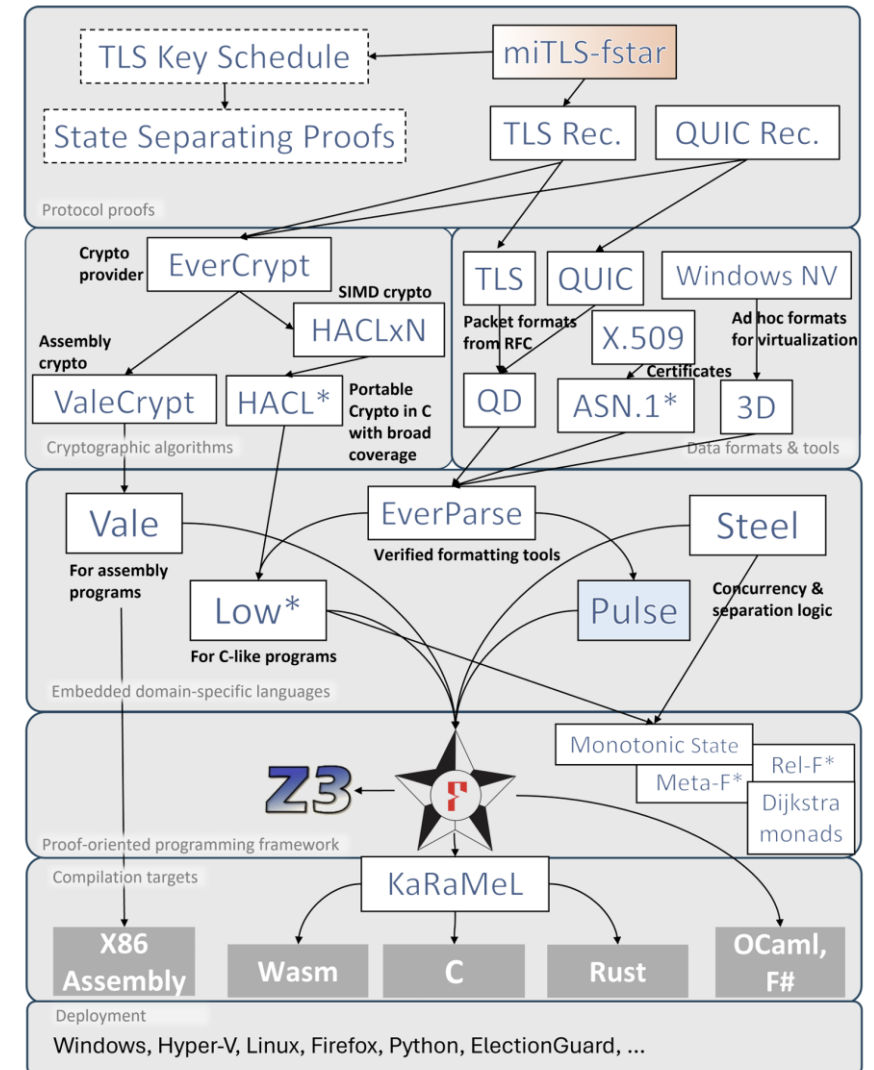 TLS Key Schedule
miTLS-fstar
State Separating Proofs
TLS Rec.
QUIC Rec.
Protocol proofs
Crypto
provider
EverCrypt
SIMD crypto
HACLxN
Assembly
crypto
ValeCrypt
HACL*
Portable
Crypto in C
with broad
coverage
Cryptographic algorithms
TLS
QUIC
Windows NV
Packet formats
from RFC
X.509
Ad hoc formats
for virtualization
Certificates
QD
ASN.1*
3D
Data formats & tools
Vale
For assembly
programs
EverParse
Verified formatting tools
Steel
Low*
For C-like programs
Pulse
Concurrency &
separation logic
Embedded domain-specific languages
Z3
F
Monotonic State
Meta-F*
Rel-F*
Dijkstra
monads
Proof-oriented programming framework
Compilation targets
KaRaMeL
X86
Assembly
Wasm
C
Rust
OCaml,
F#
Deployment
Windows, Hyper-V, Linux, Firefox, Python, ElectionGuard, ...